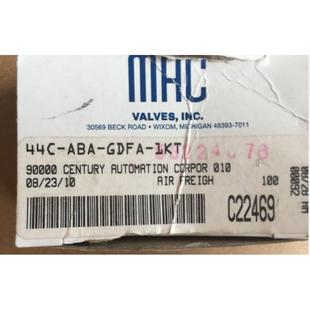 MAC
VALVES, INC.
30569 BECK ROAD • WIXOM, MICHIGAN 48393-7011
44C-ABA-GDFA-1KT
90000 CENTURY AUTOMATION CORPOR 010
08/23/10 AIR FREIGH 100
C22469
00092